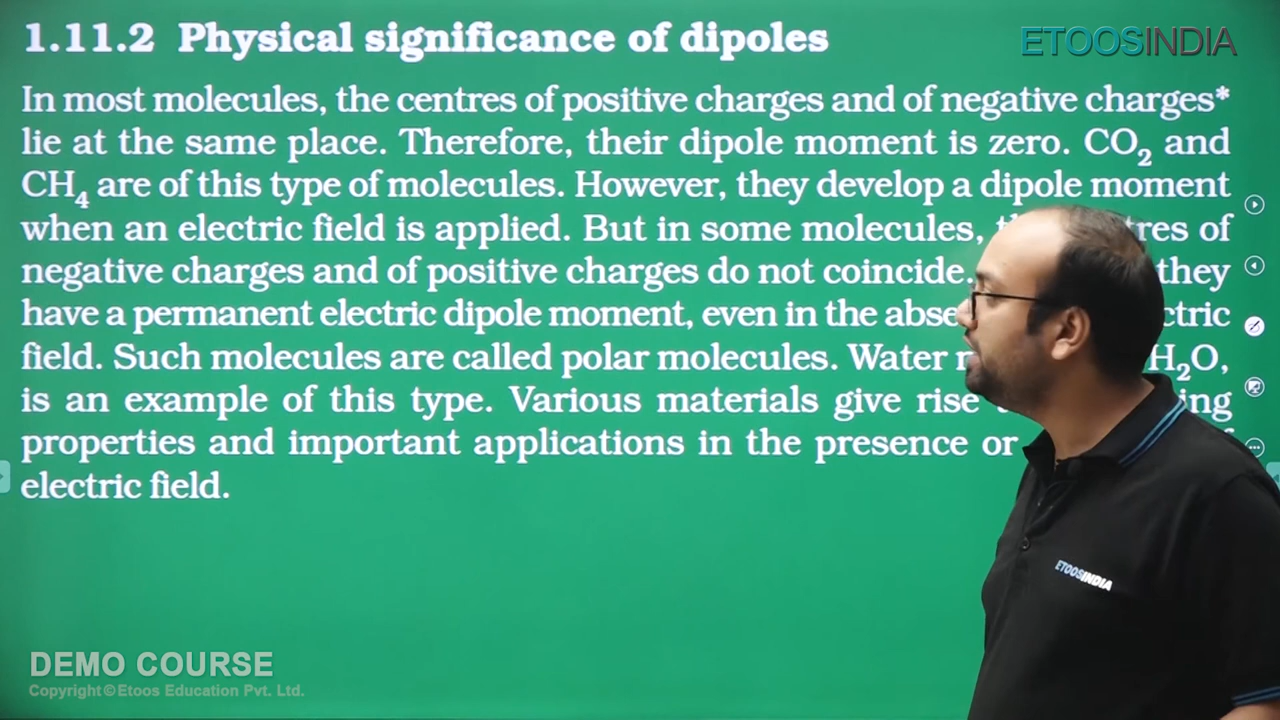 1.11.2 Physical significance of dipoles
ETOOSINDIA
In most molecules, the centres of positive charges and of negative charges*
lie at the same place. Therefore, their dipole moment is zero. CO₂ and
CH₄ are of this type of molecules. However, they develop a dipole moment
when an electric field is applied. But in some molecules, of
negative charges and of positive charges do not coincide. they
have a permanent electric dipole moment, even in the
field. Such molecules are called polar molecules. Water H₂O,
is an example of this type. Various materials give rise
properties and important applications in the presence or
electric field.
ETOOSINDIA
DEMO COURSE
Copyright©Etoos Education Pvt. Ltd.